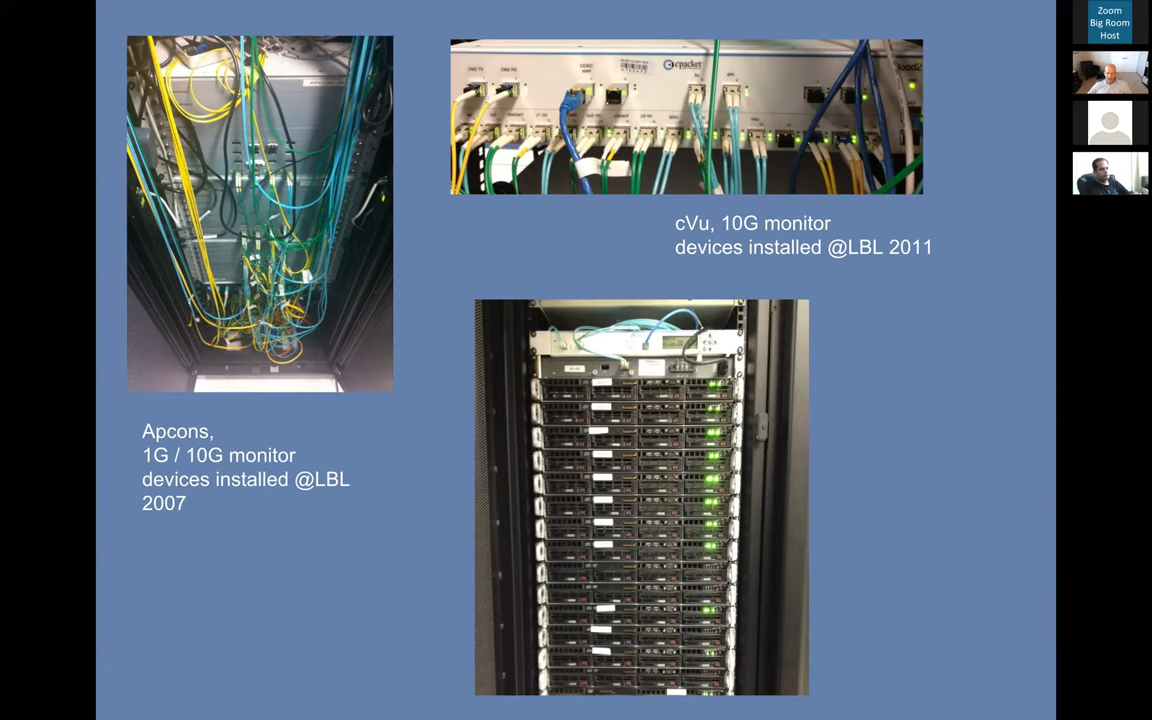 Zoom
Big Room
Host
cpacket
cVu, 10G monitor
devices installed @LBL 2011
Apcons,
1G / 10G monitor
devices installed @LBL
2007